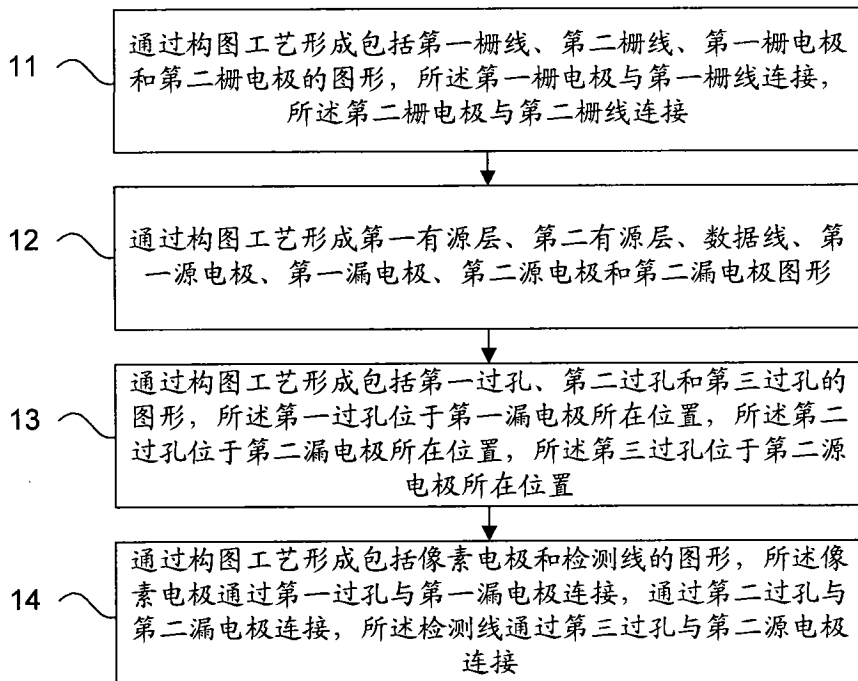 11
通过构图工艺形成包括第一栅线、第二栅线、第一栅电极
和第二栅电极的图形，所述第一栅电极与第一栅线连接，
所述第二栅电极与第二栅线连接
12
通过构图工艺形成第一有源层、第二有源层、数据线、第
一源电极、第一漏电极、第二源电极和第二漏电极图形
13
通过构图工艺形成包括第一过孔、第二过孔和第三过孔的
图形，所述第一过孔位于第一漏电极所在位置，所述第二
过孔位于第二漏电极所在位置，所述第三过孔位于第二源
电极所在位置
14
通过构图工艺形成包括像素电极和检测线的图形，所述像
素电极通过第一过孔与第一漏电极连接，通过第二过孔与
第二漏电极连接，所述检测线通过第三过孔与第二源电极
连接